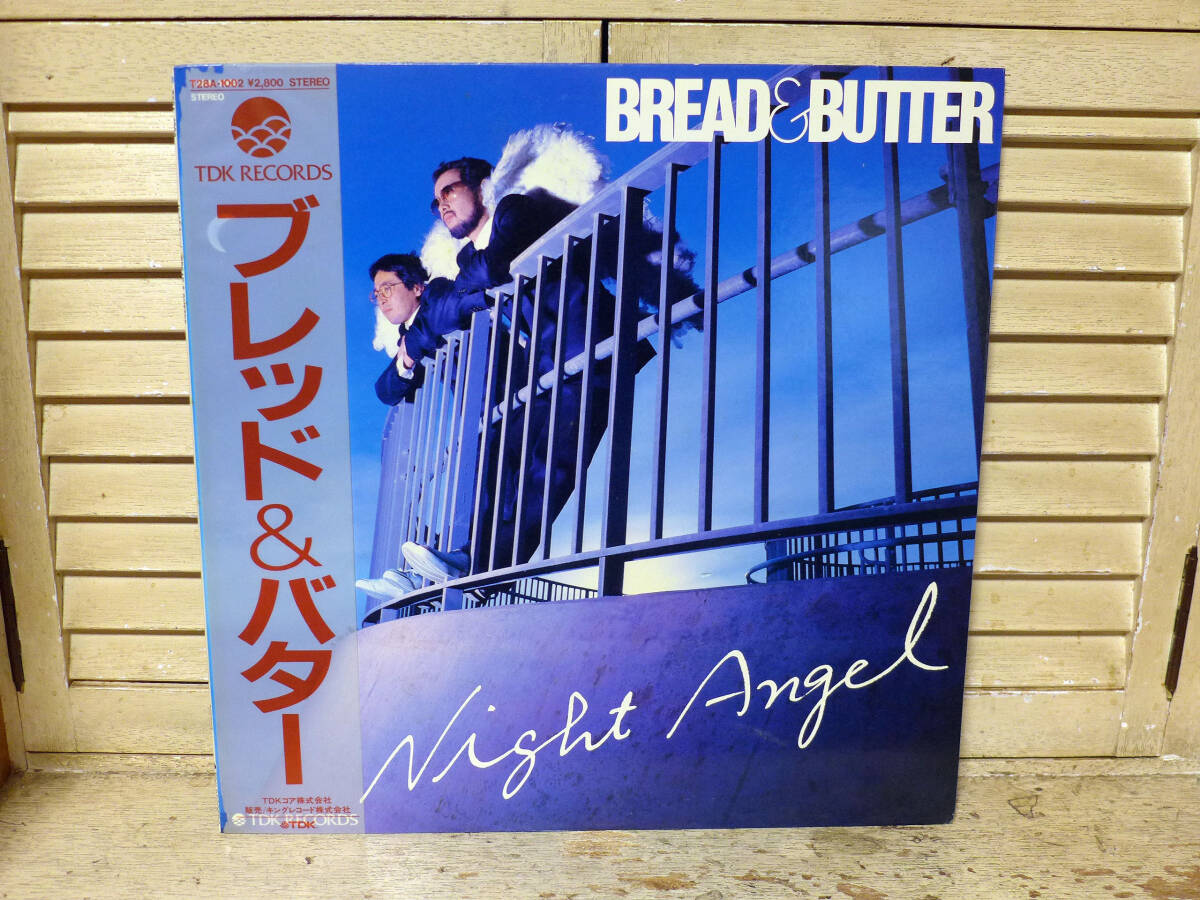 T28A-1002 ¥2,800 STEREO
STEREO
TDK RECORDS
ブレッド&バター
TDKコア株式会社
販売/キングレコード株式会社
TDK RECORDS
TDK
BREAD & BUTTER
Night Angel